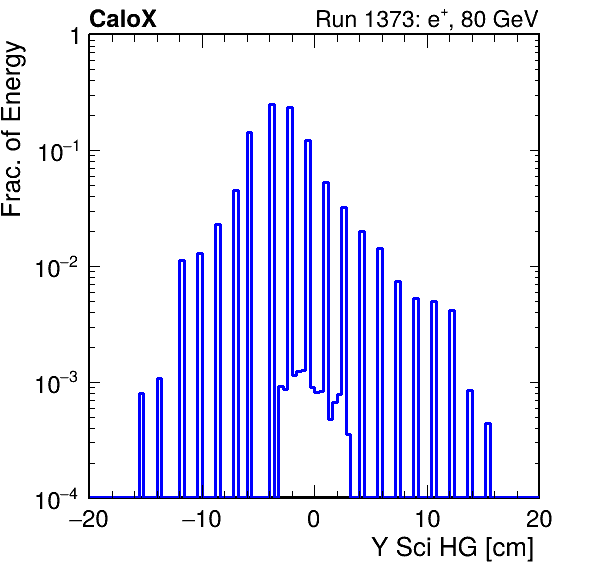 CaloX Run 1373: e⁺, 80 GeV
Frac. of Energy
1
10⁻¹
10⁻²
10⁻³
10⁻⁴
−20 −10 0 10 20
Y Sci HG [cm]